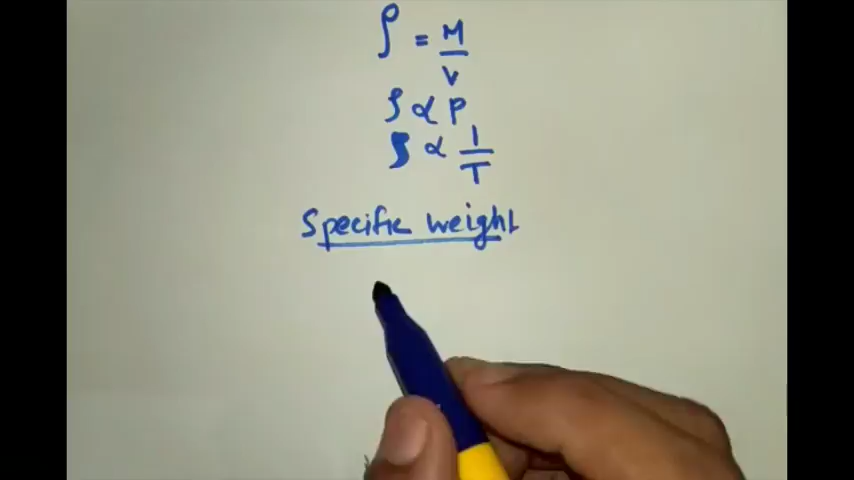 ρ = M/V
ρ ∝ P
ρ ∝ 1/T
Specific weight